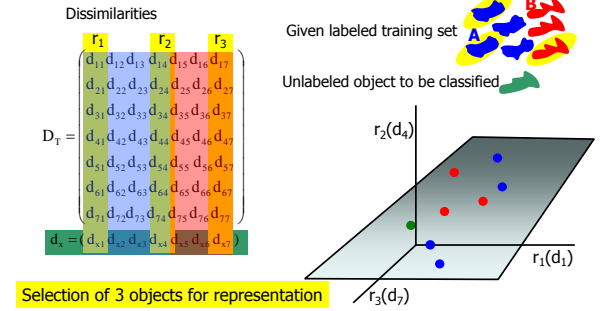 Dissimilarities
r1 r2 r3
d11 d12 d13 d14 d15 d16 d17
d21 d22 d23 d24 d25 d26 d27
d31 d32 d33 d34 d35 d36 d37
DT = d41 d42 d43 d44 d45 d46 d47
d51 d52 d53 d54 d55 d56 d57
d61 d62 d63 d64 d65 d66 d67
d71 d72 d73 d74 d75 d76 d77
dx = ( dx1 dx2 dx3 dx4 dx5 dx6 dx7 )
Selection of 3 objects for representation
Given labeled training set
A
B
Unlabeled object to be classified
r2(d4)
r1(d1)
r3(d7)